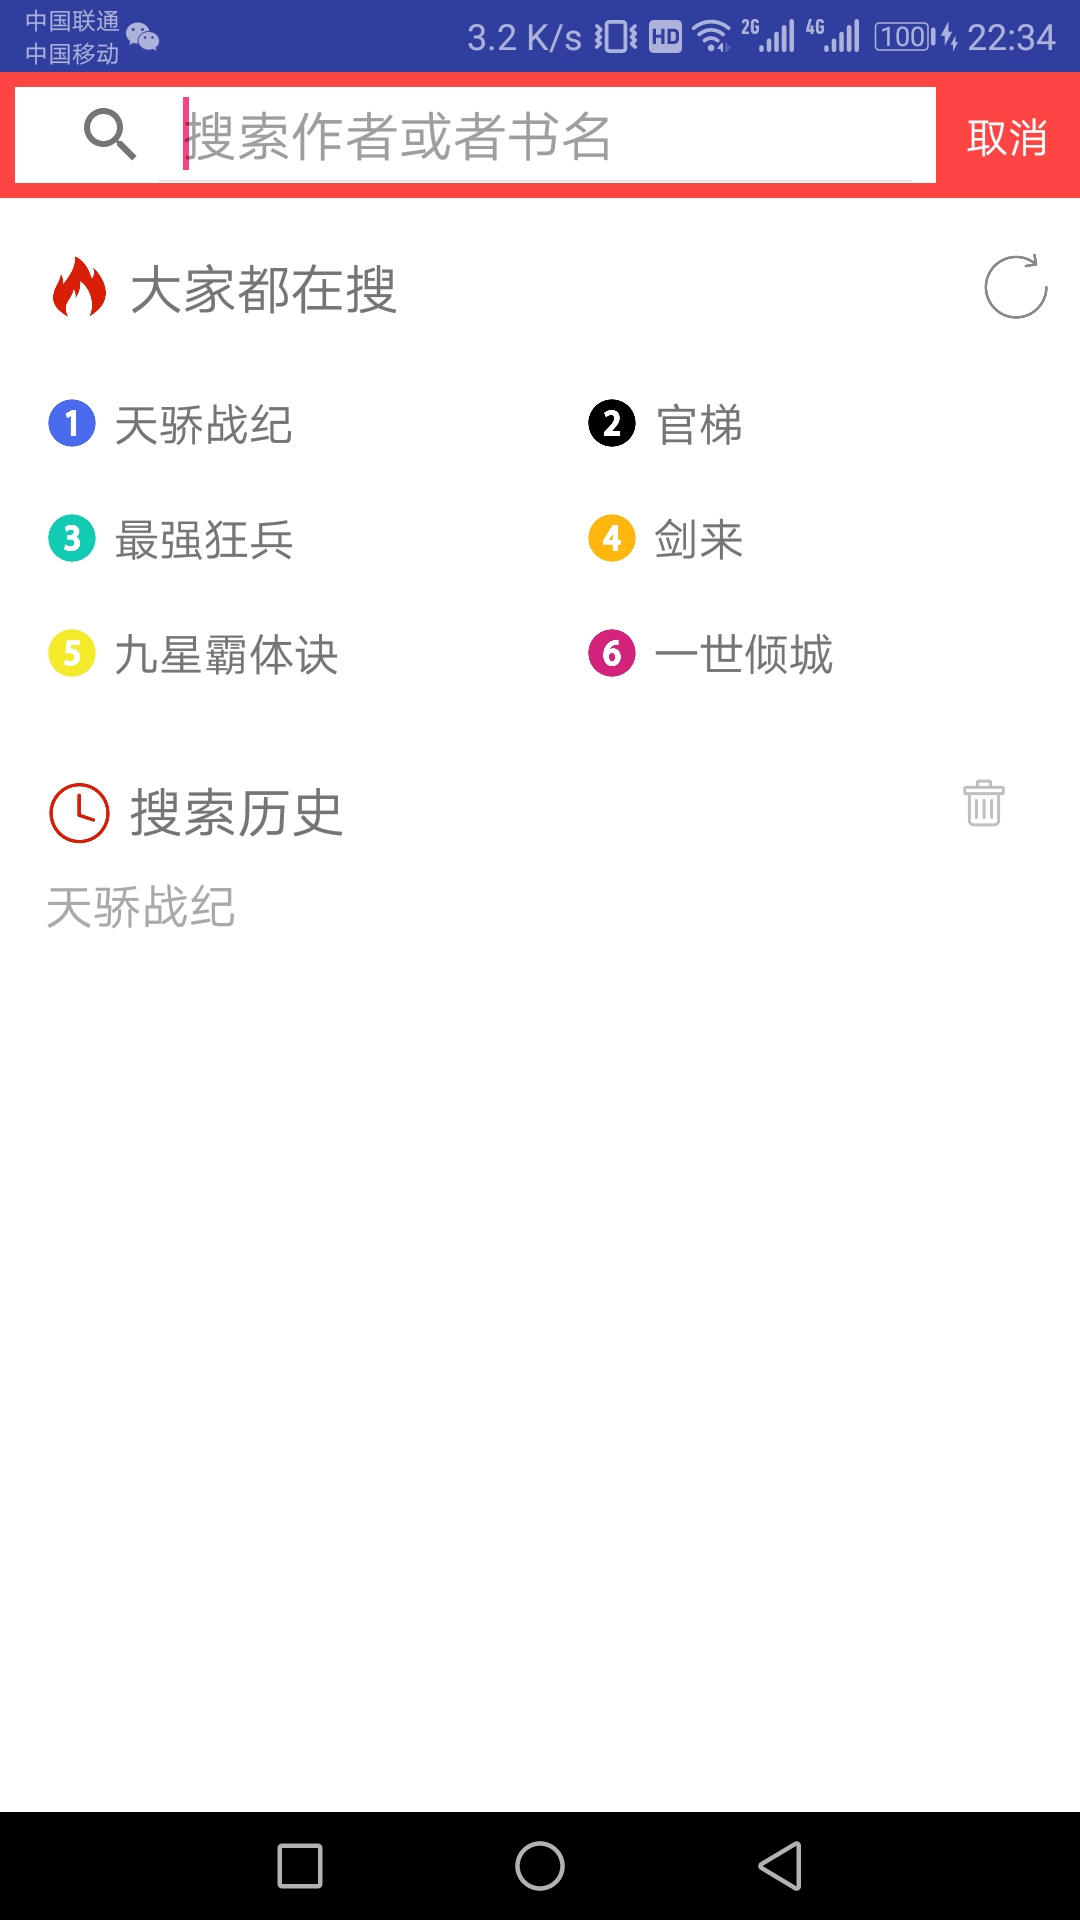 中国联通
中国移动
3.2 K/s HD 2G 4G 100 22:34
搜索作者或者书名 取消
大家都在搜
1 天骄战纪 2 官梯
3 最强狂兵 4 剑来
5 九星霸体诀 6 一世倾城
搜索历史
天骄战纪